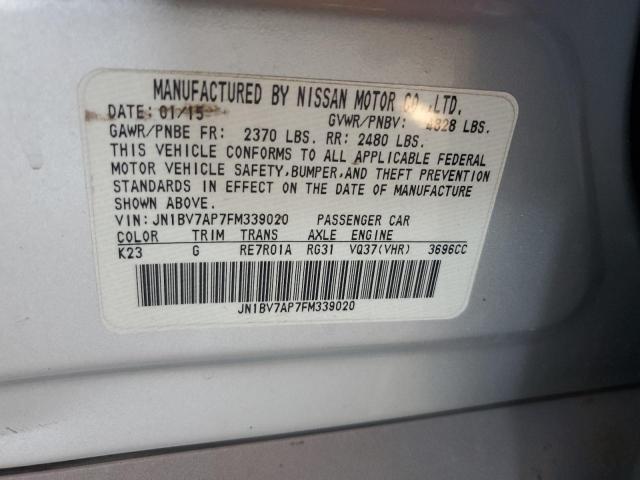 MANUFACTURED BY NISSAN MOTOR CO.,LTD.
DATE: 01/15 GVWR/PNBV: 4828 LBS.
GAWR/PNBE FR: 2370 LBS. RR: 2480 LBS.
THIS VEHICLE CONFORMS TO ALL APPLICABLE FEDERAL
MOTOR VEHICLE SAFETY, BUMPER, AND THEFT PREVENTION
STANDARDS IN EFFECT ON THE DATE OF MANUFACTURE
SHOWN ABOVE.
VIN: JN1BV7AP7FM339020 PASSENGER CAR
COLOR TRIM TRANS AXLE ENGINE
K23 G RE7R01A RG31 VQ37(VHR) 3696CC
JN1BV7AP7FM339020